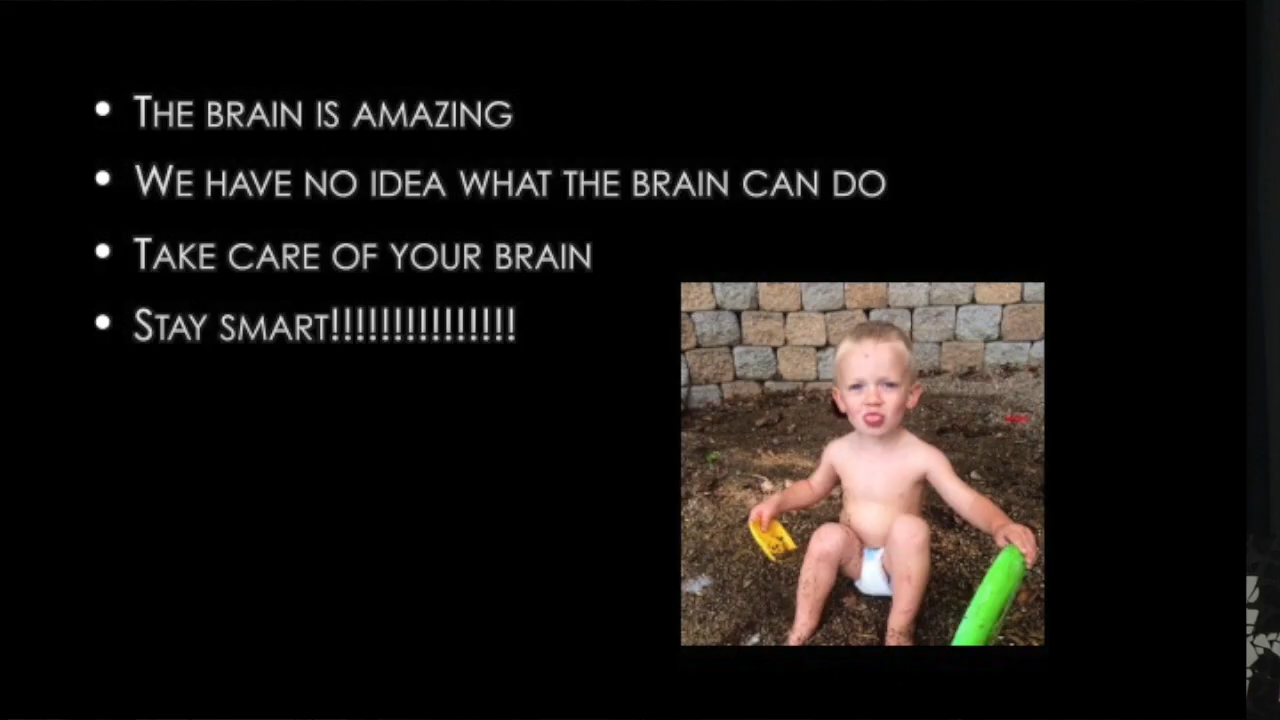 • The brain is amazing
• We have no idea what the brain can do
• Take care of your brain
• Stay smart!!!!!!!!!!!!!!!